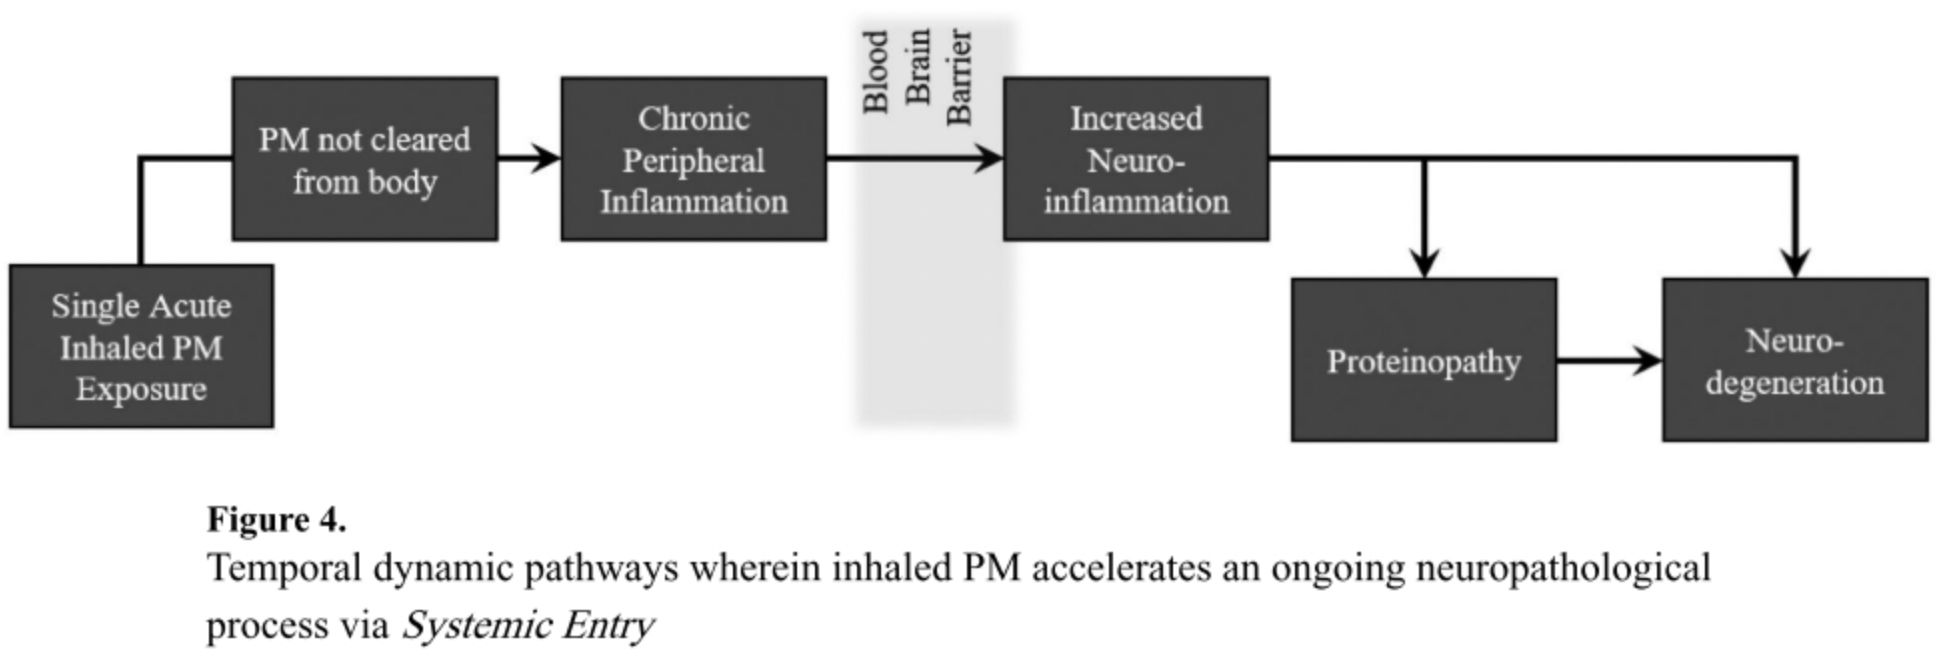 Single Acute
Inhaled PM
Exposure
PM not cleared
from body
Chronic
Peripheral
Inflammation
Blood
Brain
Barrier
Increased
Neuro-
inflammation
Proteinopathy
Neuro-
degeneration
Figure 4.
Temporal dynamic pathways wherein inhaled PM accelerates an ongoing neuropathological
process via Systemic Entry